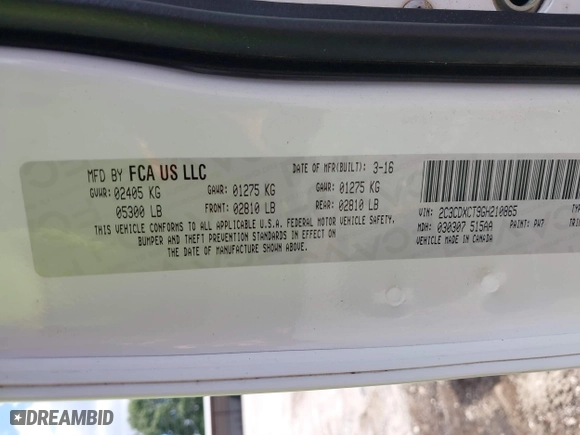 MFD BY FCA US LLC DATE OF MFR(BUILT): 3-16
GVWR: 02405 KG GAWR: 01275 KG GAWR: 01275 KG
05300 LB FRONT: 02810 LB REAR: 02810 LB
THIS VEHICLE CONFORMS TO ALL APPLICABLE U.S.A. FEDERAL MOTOR VEHICLE SAFETY,
BUMPER AND THEFT PREVENTION STANDARDS IN EFFECT ON
THE DATE OF MANUFACTURE SHOWN ABOVE.
VIN: 2C3CDXCT9GH210865
MDH: 030307 515AA PAINT: PW7
VEHICLE MADE IN CANADA
DREAMBID